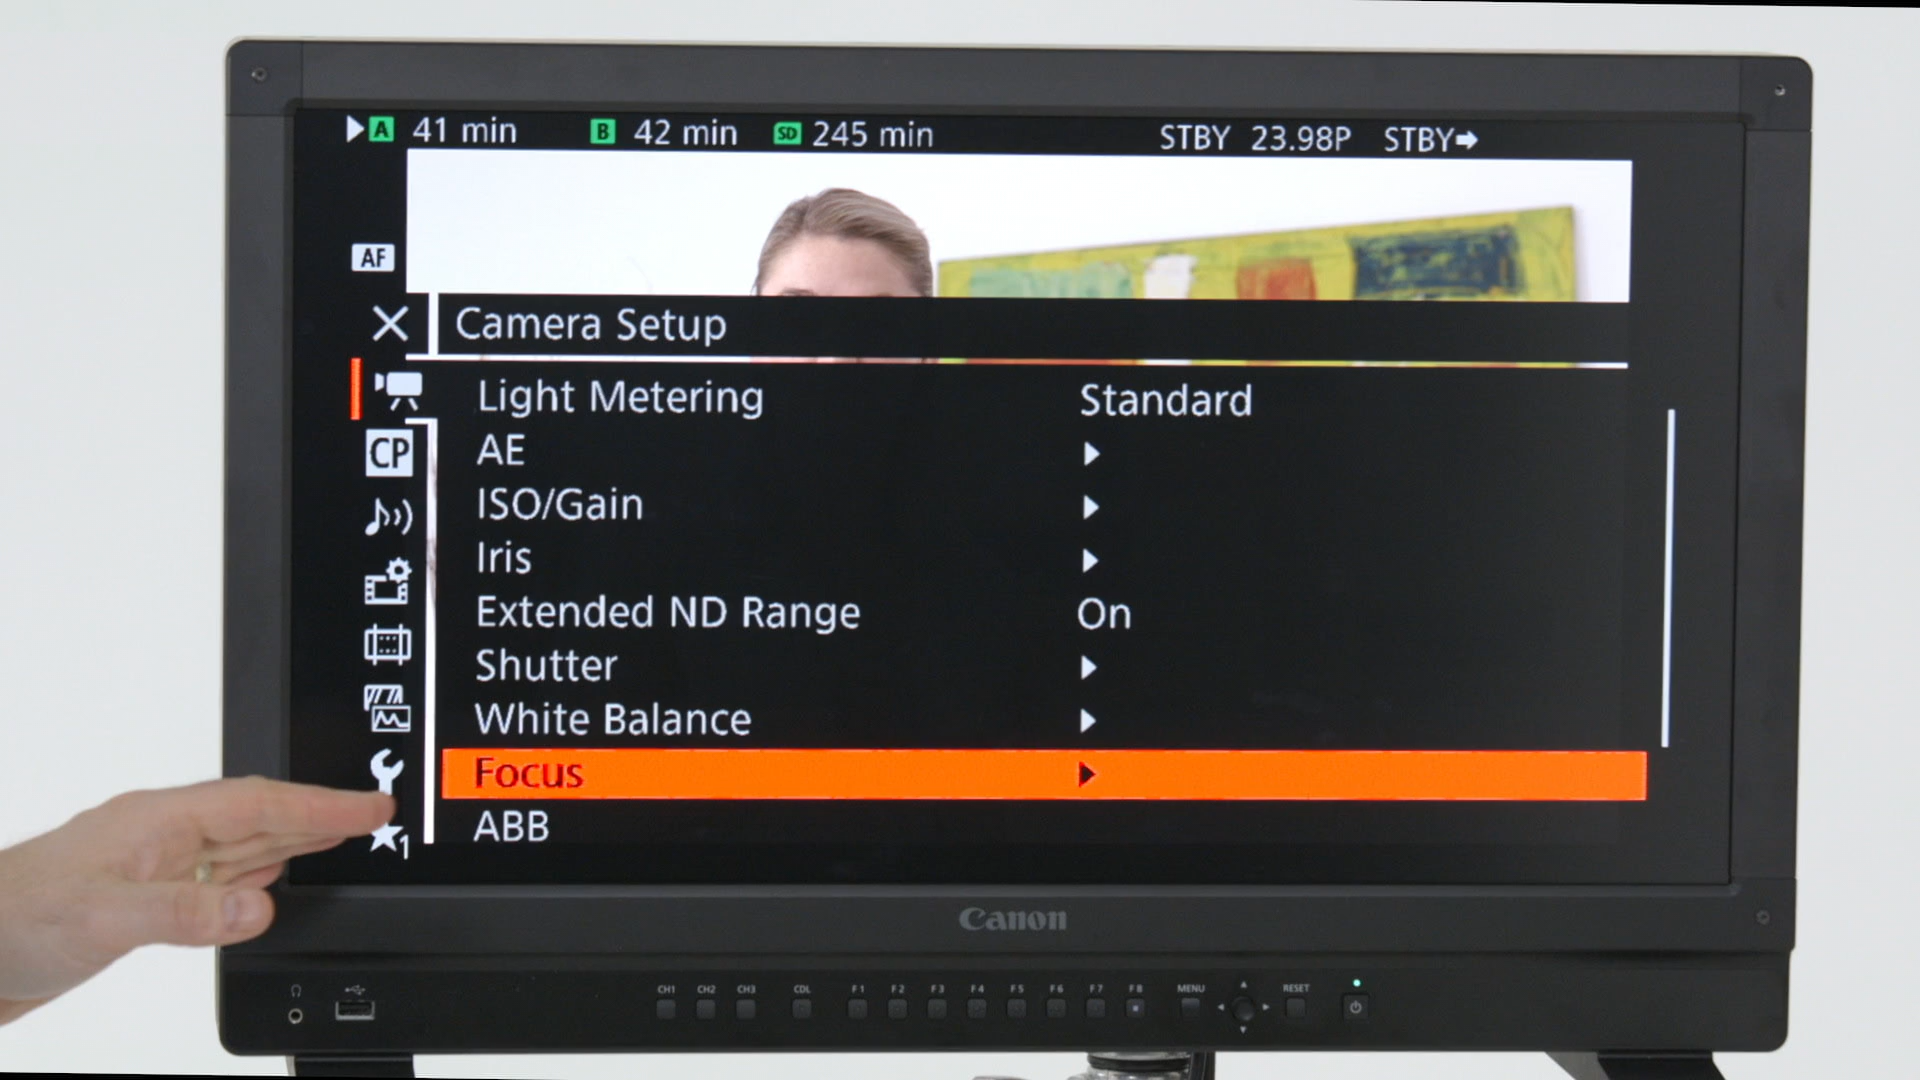 A 41 min B 42 min SD 245 min STBY 23.98P STBY
AF
Camera Setup
Light Metering Standard
CP
AE
ISO/Gain
Iris
Extended ND Range On
Shutter
White Balance
Focus
ABB
1
Canon
CH1 CH2 CH3 CDL F1 F2 F3 F4 F5 F6 F7 F8 MENU RESET